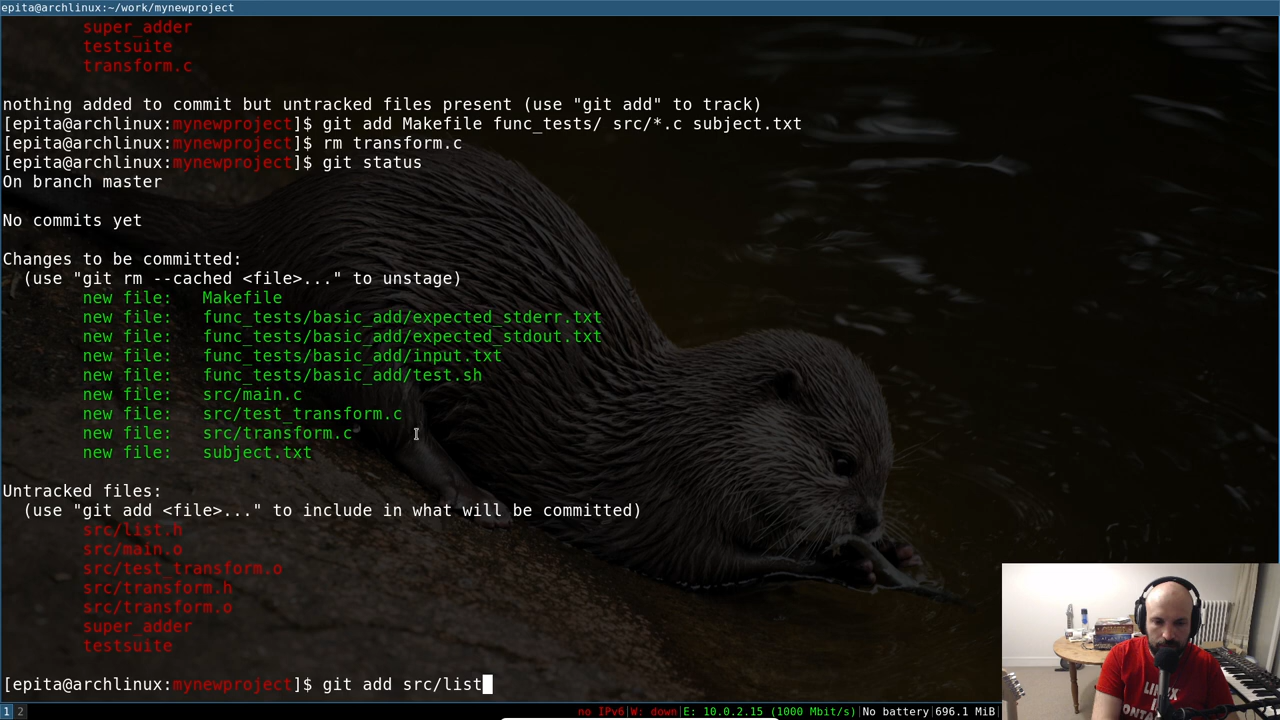 epita@archlinux:~/work/mynewproject
super_adder
testsuite
transform.c
nothing added to commit but untracked files present (use "git add" to track)
[epita@archlinux:mynewproject]$ git add Makefile func_tests/ src/*.c subject.txt
[epita@archlinux:mynewproject]$ rm transform.c
[epita@archlinux:mynewproject]$ git status
On branch master
No commits yet
Changes to be committed:
(use "git rm --cached <file>..." to unstage)
new file: Makefile
new file: func_tests/basic_add/expected_stderr.txt
new file: func_tests/basic_add/expected_stdout.txt
new file: func_tests/basic_add/input.txt
new file: func_tests/basic_add/test.sh
new file: src/main.c
new file: src/test_transform.c
new file: src/transform.c
new file: subject.txt
Untracked files:
(use "git add <file>..." to include in what will be committed)
src/list.h
src/main.o
src/test_transform.o
src/transform.h
src/transform.o
super_adder
testsuite
[epita@archlinux:mynewproject]$ git add src/list
1 2
no IPv6|W: down|E: 10.0.2.15 (1000 Mbit/s)|No battery|696.1 MiB
LINUX